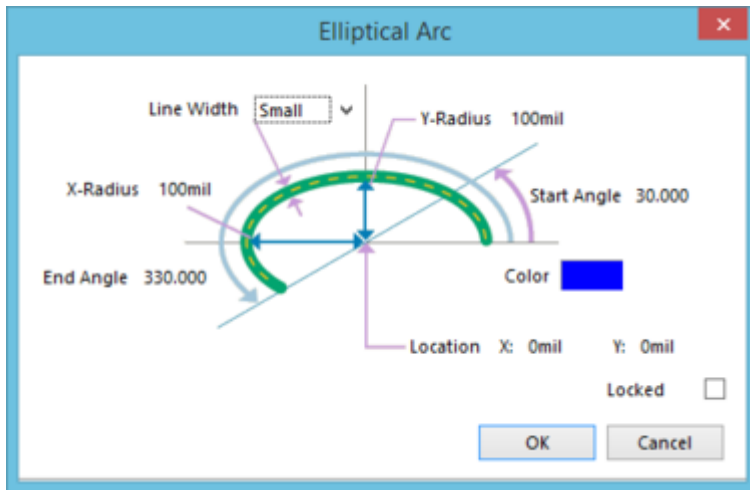 Elliptical Arc
Line Width Small
Y-Radius 100mil
X-Radius 100mil
Start Angle 30.000
End Angle 330.000
Color
Location X: 0mil Y: 0mil
Locked
OK Cancel